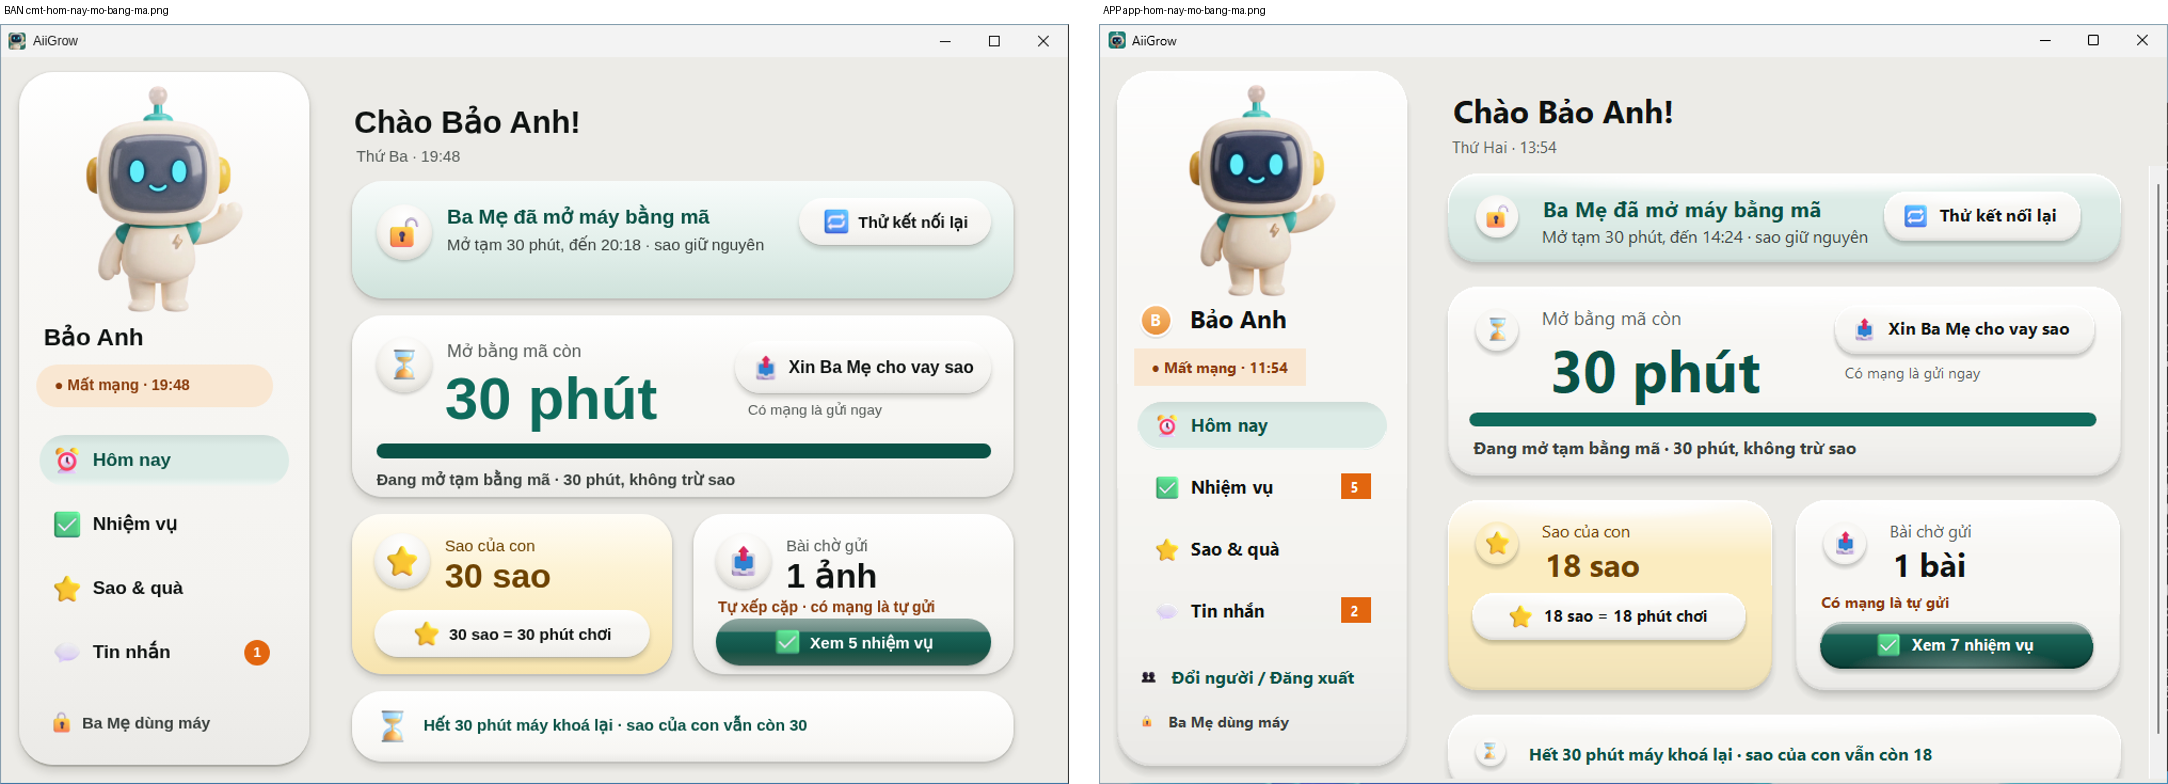 BAN cmt-hom-nay-mo-bang-ma.png
AiiGrow
Bảo Anh
● Mất mạng · 19:48
Hôm nay
Nhiệm vụ
Sao & quà
Tin nhắn
1
Ba Mẹ dùng máy
Chào Bảo Anh!
Thứ Ba · 19:48
Ba Mẹ đã mở máy bằng mã
Mở tạm 30 phút, đến 20:18 · sao giữ nguyên
Thử kết nối lại
Mở bằng mã còn
30 phút
Xin Ba Mẹ cho vay sao
Có mạng là gửi ngay
Đang mở tạm bằng mã · 30 phút, không trừ sao
Sao của con
30 sao
30 sao = 30 phút chơi
Bài chờ gửi
1 ảnh
Tự xếp cặp · có mạng là tự gửi
Xem 5 nhiệm vụ
Hết 30 phút máy khoá lại · sao của con vẫn còn 30
APP app-hom-nay-mo-bang-ma.png
AiiGrow
B
Bảo Anh
● Mất mạng · 11:54
Hôm nay
Nhiệm vụ
5
Sao & quà
Tin nhắn
2
Đổi người / Đăng xuất
Ba Mẹ dùng máy
Chào Bảo Anh!
Thứ Hai · 13:54
Ba Mẹ đã mở máy bằng mã
Mở tạm 30 phút, đến 14:24 · sao giữ nguyên
Thử kết nối lại
Mở bằng mã còn
30 phút
Xin Ba Mẹ cho vay sao
Có mạng là gửi ngay
Đang mở tạm bằng mã · 30 phút, không trừ sao
Sao của con
18 sao
18 sao = 18 phút chơi
Bài chờ gửi
1 bài
Có mạng là tự gửi
Xem 7 nhiệm vụ
Hết 30 phút máy khoá lại · sao của con vẫn còn 18